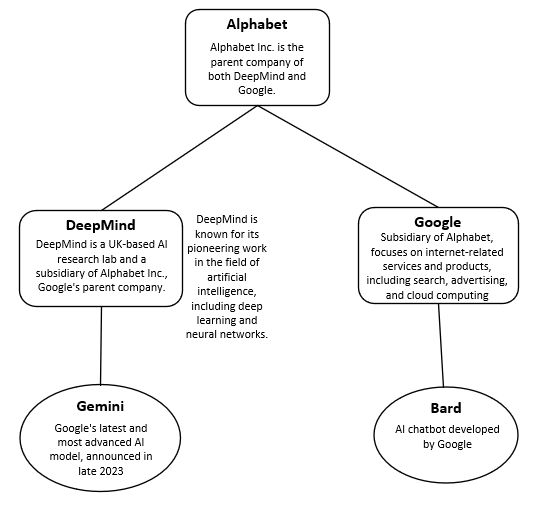 Alphabet
Alphabet Inc. is the
parent company of
both DeepMind and
Google.
DeepMind
DeepMind is a UK-based AI
research lab and a
subsidiary of Alphabet Inc.,
Google's parent company.
DeepMind is
known for its
pioneering work
in the field of
artificial
intelligence,
including deep
learning and
neural networks.
Google
Subsidiary of Alphabet,
focuses on internet-related
services and products,
including search, advertising,
and cloud computing
Gemini
Google's latest and
most advanced AI
model, announced in
late 2023
Bard
AI chatbot developed
by Google